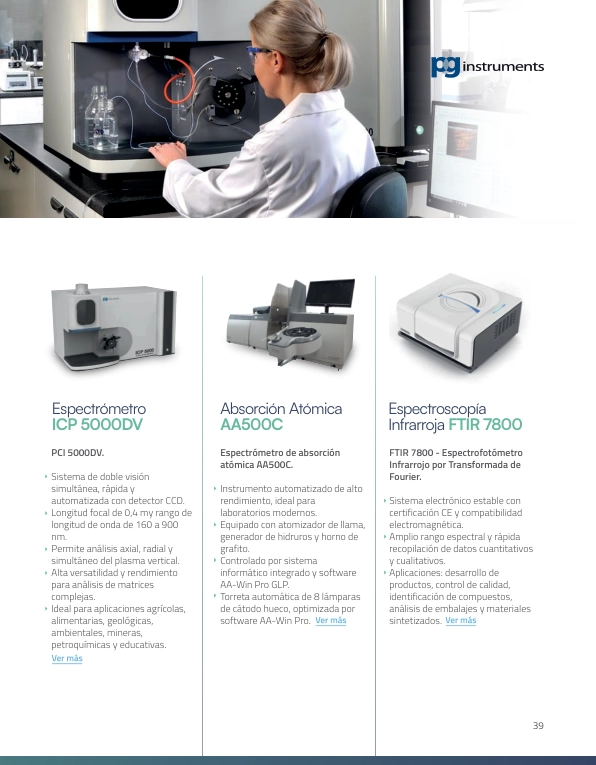 pg instruments
Espectrómetro
ICP 5000DV
PCI 5000DV.
Sistema de doble visión
simultánea, rápida y
automatizada con detector CCD.
Longitud focal de 0,4 my rango de
longitud de onda de 160 a 900
nm.
Permite análisis axial, radial y
simultáneo del plasma vertical.
Alta versatilidad y rendimiento
para análisis de matrices
complejas.
Ideal para aplicaciones agrícolas,
alimentarias, geológicas,
ambientales, mineras,
petroquímicas y educativas.
Ver más
Absorción Atómica
AA500C
Espectrómetro de absorción
atómica AA500C.
Instrumento automatizado de alto
rendimiento, ideal para
laboratorios modernos.
Equipado con atomizador de llama,
generador de hidruros y horno de
grafito.
Controlado por sistema
informático integrado y software
AA-Win Pro GLP.
Torreta automática de 8 lámparas
de cátodo hueco, optimizada por
software AA-Win Pro. Ver más
Espectroscopía
Infrarroja FTIR 7800
FTIR 7800 - Espectrofotómetro
Infrarrojo por Transformada de
Fourier.
Sistema electrónico estable con
certificación CE y compatibilidad
electromagnética.
Amplio rango espectral y rápida
recopilación de datos cuantitativos
y cualitativos.
Aplicaciones: desarrollo de
productos, control de calidad,
identificación de compuestos,
análisis de embalajes y materiales
sintetizados. Ver más
39